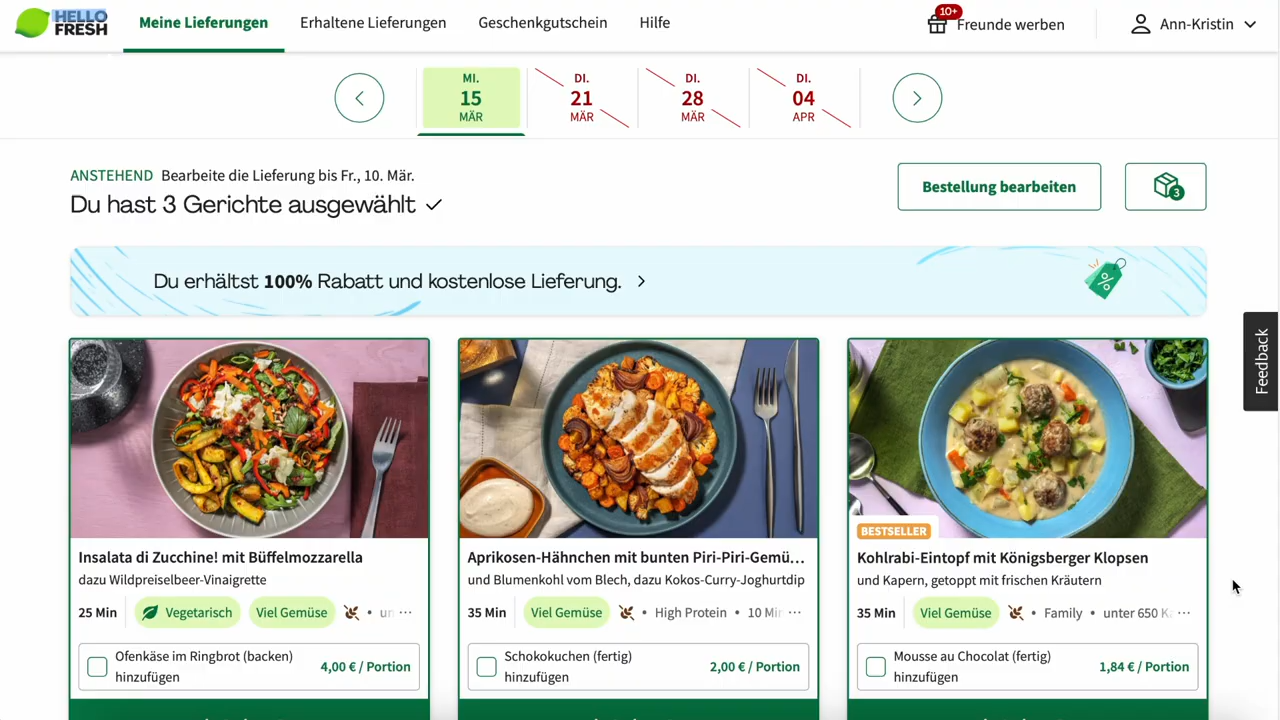 HELLO
FRESH
Meine Lieferungen
Erhaltene Lieferungen
Geschenkgutschein
Hilfe
10+
Freunde werben
Ann-Kristin
MI.
15
MÄR
DI.
21
MÄR
DI.
28
MÄR
DI.
04
APR
ANSTEHEND Bearbeite die Lieferung bis Fr., 10. Mär.
Du hast 3 Gerichte ausgewählt
Bestellung bearbeiten
3
Du erhältst 100% Rabatt und kostenlose Lieferung.
%
Feedback
Insalata di Zucchine! mit Büffelmozzarella
dazu Wildpreiselbeer-Vinaigrette
25 Min Vegetarisch Viel Gemüse • ...
Ofenkäse im Ringbrot (backen)
hinzufügen
4,00 € / Portion
Aprikosen-Hähnchen mit bunten Piri-Piri-Gemü...
und Blumenkohl vom Blech, dazu Kokos-Curry-Joghurtdip
35 Min Viel Gemüse • High Protein • 10 Min ...
Schokokuchen (fertig)
hinzufügen
2,00 € / Portion
BESTSELLER
Kohlrabi-Eintopf mit Königsberger Klopsen
und Kapern, getoppt mit frischen Kräutern
35 Min Viel Gemüse • Family • unter 650 K ...
Mousse au Chocolat (fertig)
hinzufügen
1,84 € / Portion